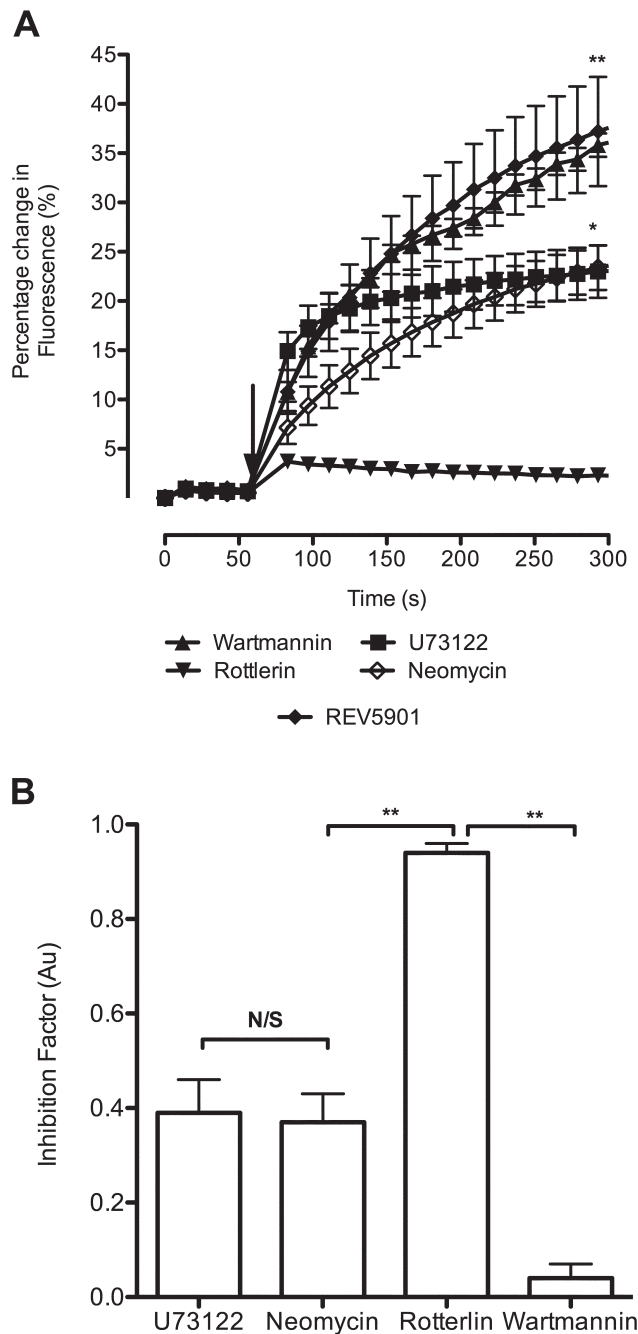 A
45
40
35
30
25
20
15
10
5
Percentage change in
Fluorescence (%)
**
*
0 50 100 150 200 250 300
Time (s)
Wartmannin U73122
Rottlerin Neomycin
REV5901
B
1.0
0.8
0.6
0.4
0.2
0.0
Inhibition Factor (Au)
** **
N/S
U73122 Neomycin Rotterlin Wartmannin